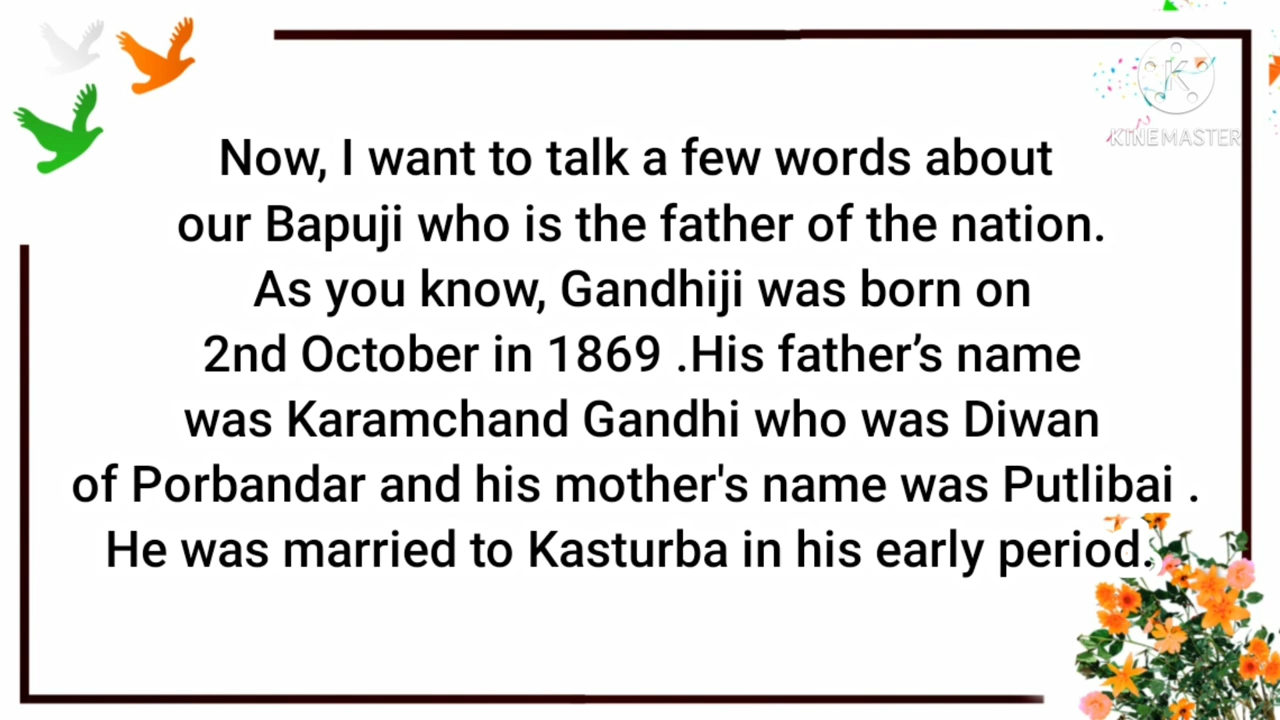 KINEMASTER
Now, I want to talk a few words about
our Bapuji who is the father of the nation.
As you know, Gandhiji was born on
2nd October in 1869 .His father’s name
was Karamchand Gandhi who was Diwan
of Porbandar and his mother's name was Putlibai .
He was married to Kasturba in his early period.